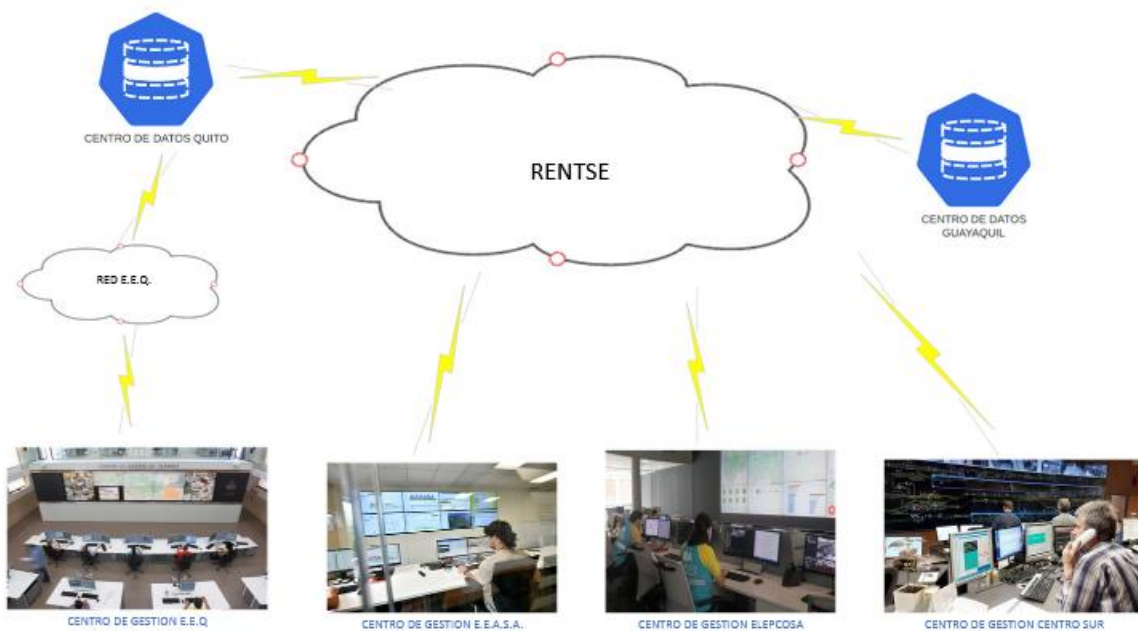 CENTRO DE DATOS QUITO
RENTSE
CENTRO DE DATOS
GUAYAQUIL
RED E.E.Q.
CENTRO DE GESTION E.E.Q
CENTRO DE GESTION E.E.A.S.A.
CENTRO DE GESTION ELEPCOSA
CENTRO DE GESTION CENTRO SUR